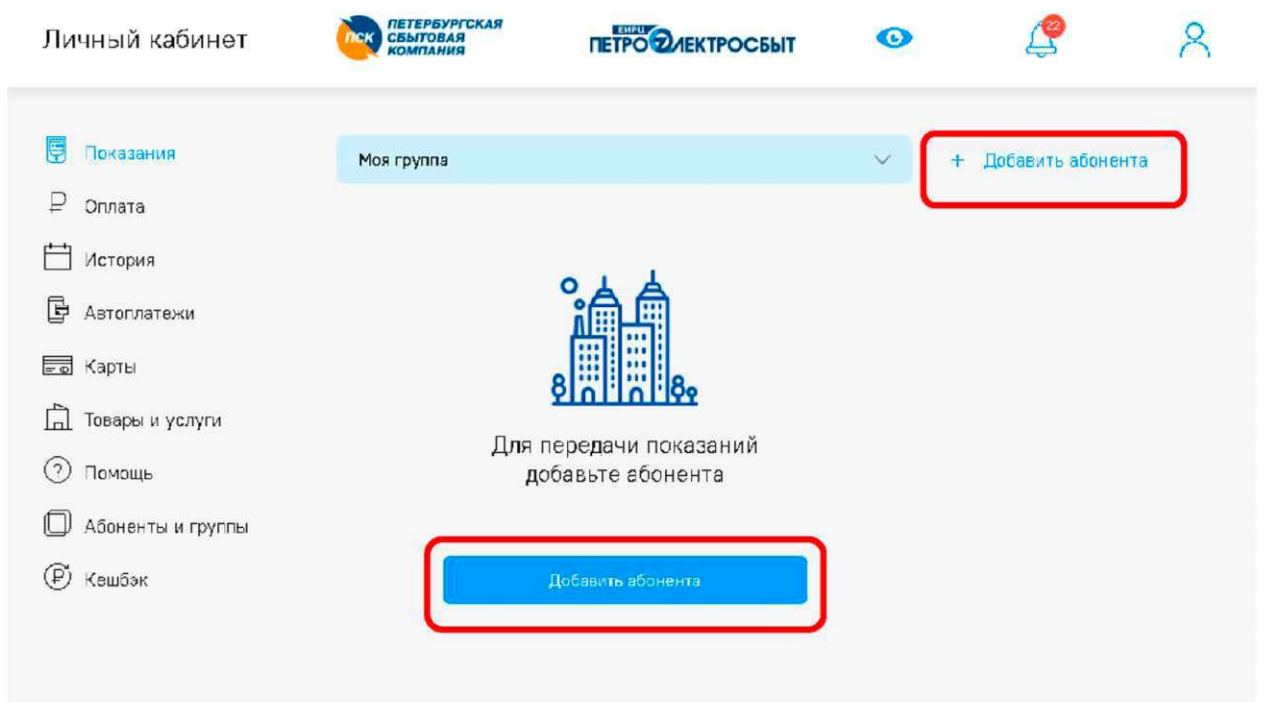 Личный кабинет
ПСК
ПЕТЕРБУРГСКАЯ
СБЫТОВАЯ
КОМПАНИЯ
ЕИРЦ
ПЕТРОЭЛЕКТРОСБЫТ
22
Показания
Оплата
История
Автоплатежи
Карты
Товары и услуги
Помощь
Абоненты и группы
Кешбэк
Моя группа
+ Добавить абонента
Для передачи показаний
добавьте абонента
Добавить абонента